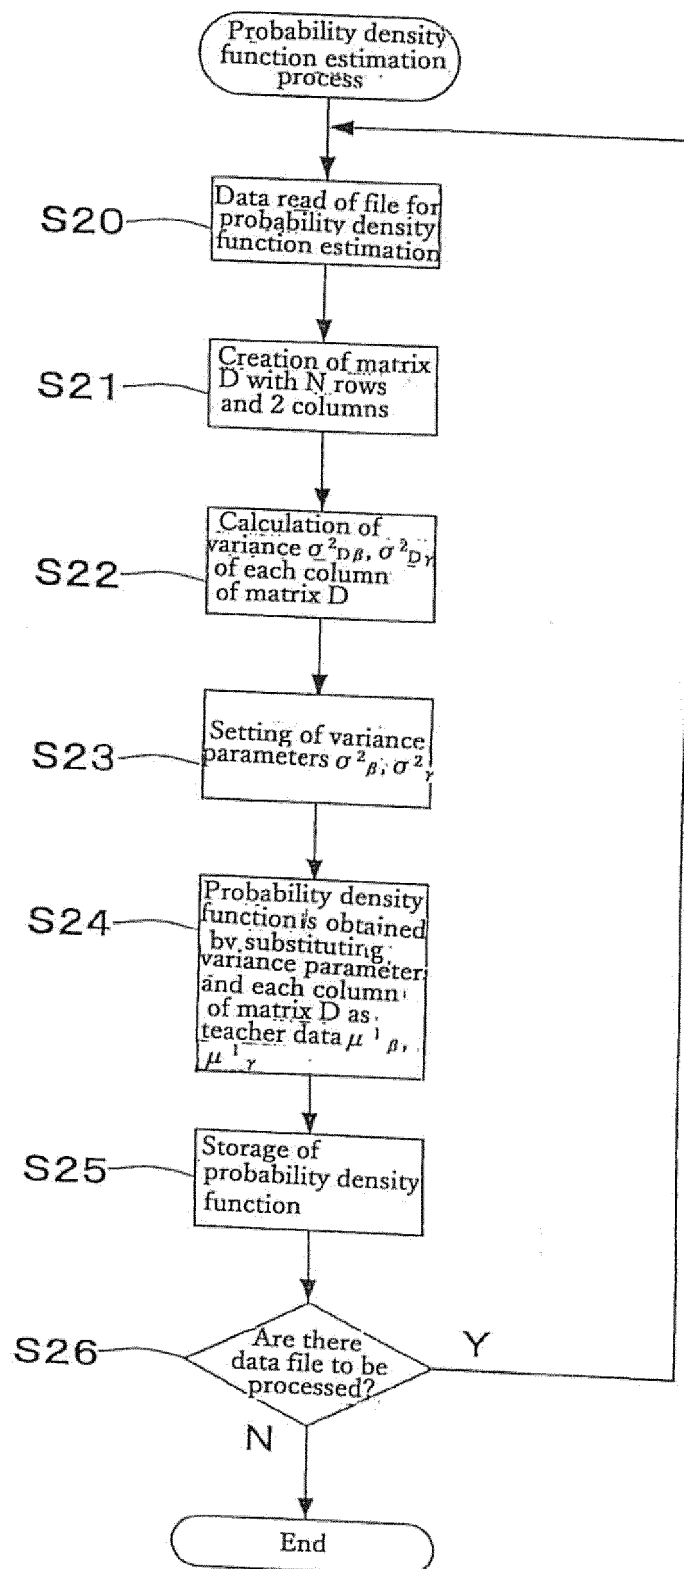 Probability density
function estimation
process
S20
Data read of file for
probability density
function estimation
S21
Creation of matrix
D with N rows
and 2 columns
S22
Calculation of
variance σ²Dβ, σ²Dγ
of each column
of matrix D
S23
Setting of variance
parameters σ²β, σ²γ
S24
Probability density
function is obtained
by substituting
variance parameter
and each column
of matrix D as
teacher data μ¹β,
μ¹γ
S25
Storage of
probability density
function
S26
Are there
data file to be
processed?
Y
N
End